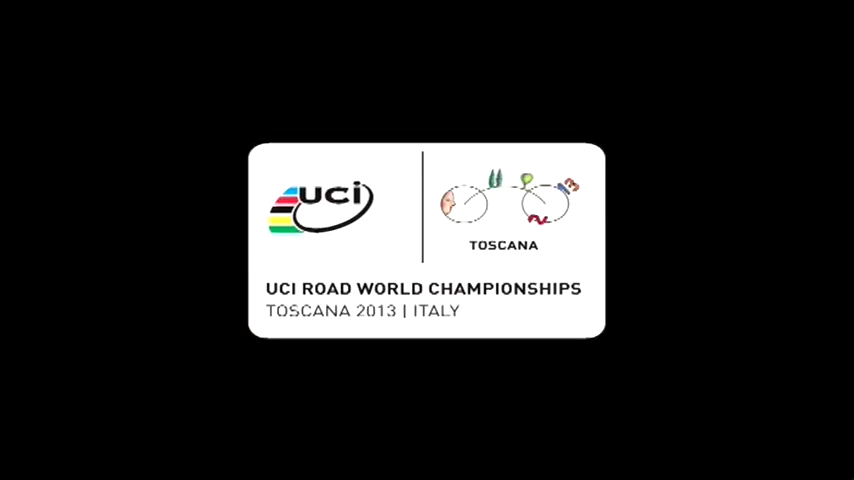 uci
TOSCANA
UCI ROAD WORLD CHAMPIONSHIPS
TOSCANA 2013 | ITALY